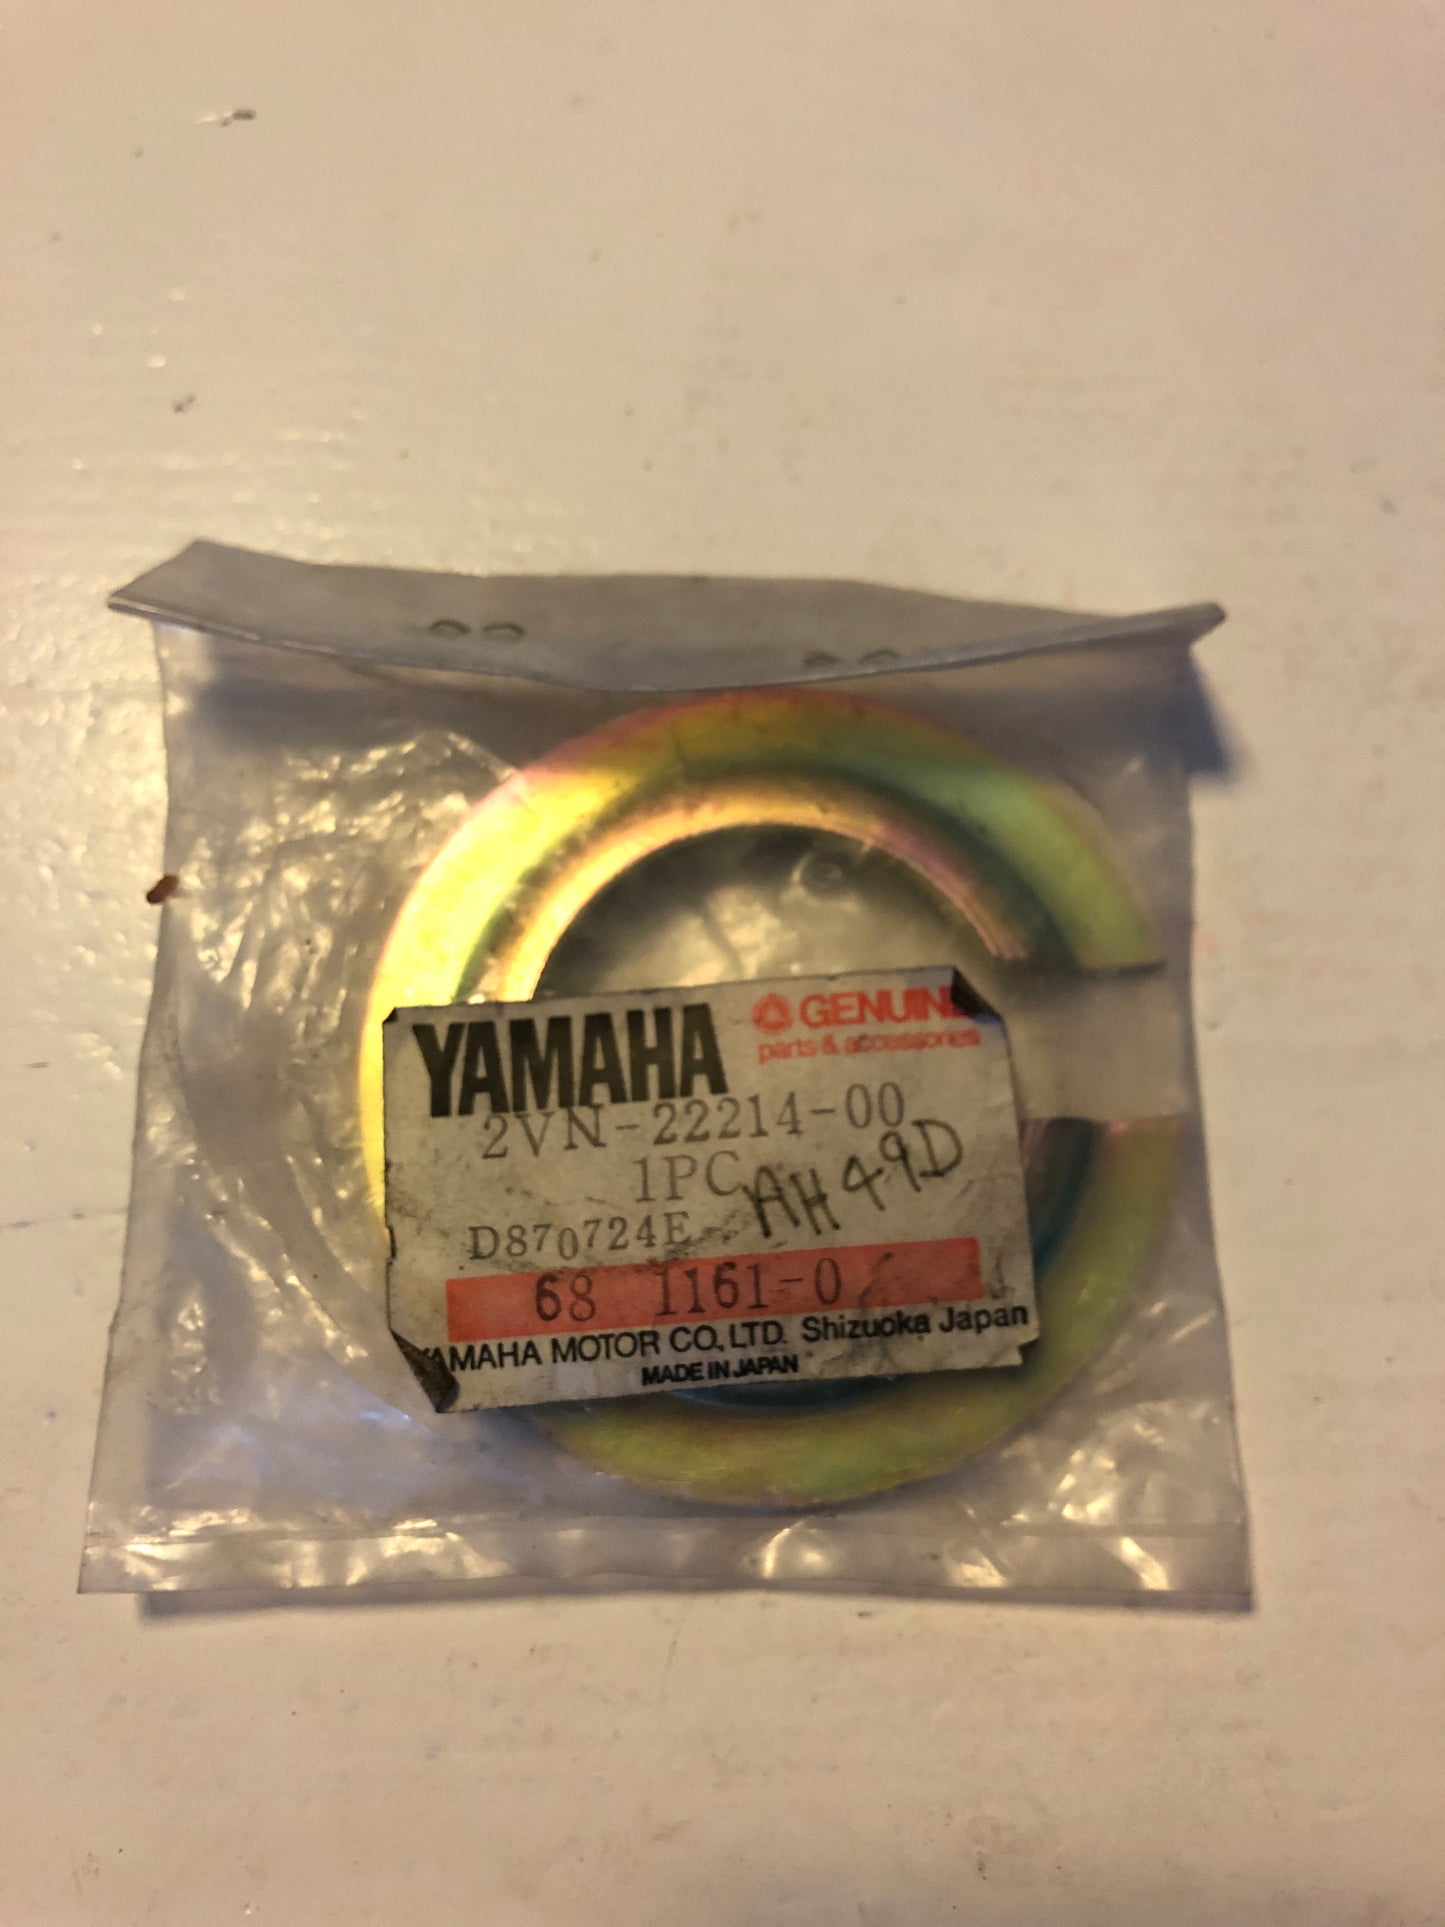 YAMAHA GENUINE
parts & accessories
2VN-22214-00
1PC
AH49D
D870724E
68 1161-0
YAMAHA MOTOR CO., LTD. Shizuoka Japan
MADE IN JAPAN